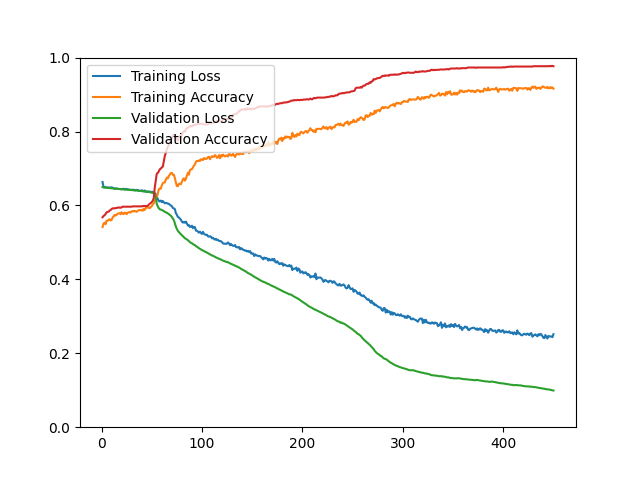 Training Loss
Training Accuracy
Validation Loss
Validation Accuracy
1.0
0.8
0.6
0.4
0.2
0.0
0 100 200 300 400